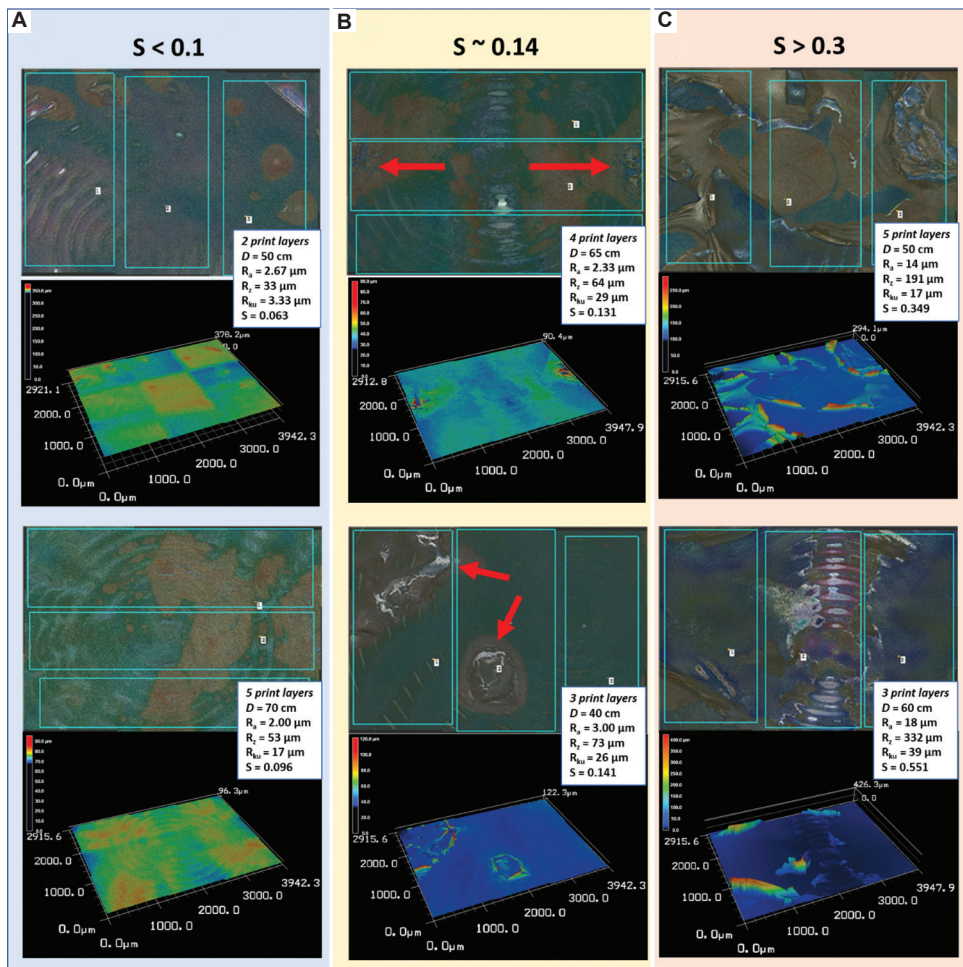 A
S < 0.1
2 print layers
D = 50 cm
Ra = 2.67 µm
Rz = 33 µm
Rku = 3.33 µm
S = 0.063
378.2µm
0.0
2921.1
2000.0
1000.0
0.0µm
0.0µm
1000.0
2000.0
3000.0
3942.3
5 print layers
D = 70 cm
Ra = 2.00 µm
Rz = 53 µm
Rku = 17 µm
S = 0.096
96.3µm
2915.6
2000.0
1000.0
0.0µm
0.0µm
1000.0
2000.0
3000.0
3942.3
B
S ~ 0.14
4 print layers
D = 65 cm
Ra = 2.33 µm
Rz = 64 µm
Rku = 29 µm
S = 0.131
90.4µm
2912.8
2000.0
1000.0
0.0µm
0.0µm
1000.0
2000.0
3000.0
3947.9
3 print layers
D = 40 cm
Ra = 3.00 µm
Rz = 73 µm
Rku = 26 µm
S = 0.141
122.3µm
2915.6
2000.0
1000.0
0.0µm
0.0µm
1000.0
2000.0
3000.0
3942.3
C
S > 0.3
5 print layers
D = 50 cm
Ra = 14 µm
Rz = 191 µm
Rku = 17 µm
S = 0.349
294.1µm
0.0
2915.6
2000.0
1000.0
0.0µm
0.0µm
1000.0
2000.0
3000.0
3942.3
3 print layers
D = 60 cm
Ra = 18 µm
Rz = 332 µm
Rku = 39 µm
S = 0.551
426.3µm
0.0
2915.6
2000.0
1000.0
0.0µm
0.0µm
1000.0
2000.0
3000.0
3947.9